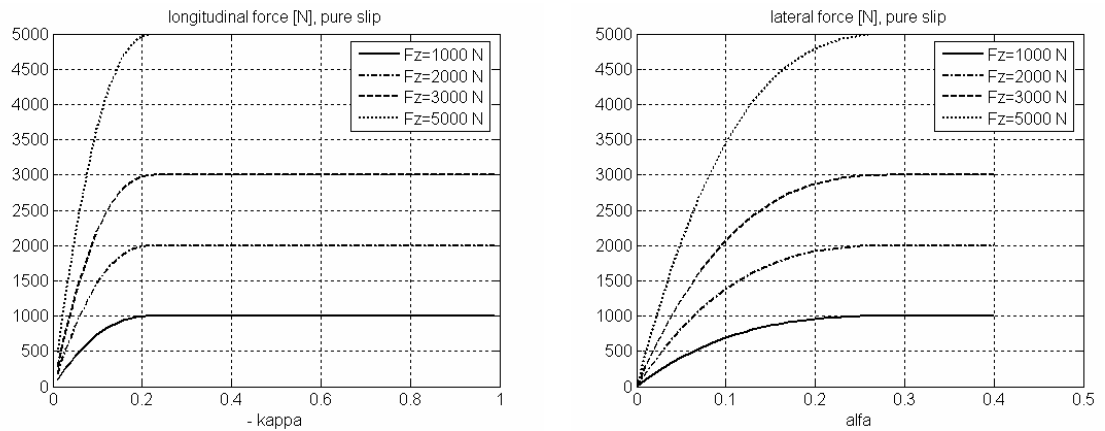 longitudinal force [N], pure slip
5000
4500
4000
3500
3000
2500
2000
1500
1000
500
0
Fz=1000 N
Fz=2000 N
Fz=3000 N
Fz=5000 N
0 0.2 0.4 0.6 0.8 1
- kappa
lateral force [N], pure slip
5000
4500
4000
3500
3000
2500
2000
1500
1000
500
0
Fz=1000 N
Fz=2000 N
Fz=3000 N
Fz=5000 N
0 0.1 0.2 0.3 0.4 0.5
alfa